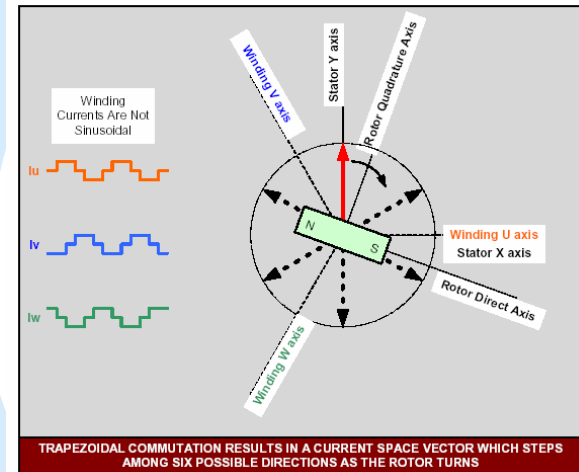 Winding
Currents Are Not
Sinusoidal
Iu
Iv
Iw
Winding V axis
Stator Y axis
Rotor Quadrature Axis
N
S
Winding U axis
Stator X axis
Rotor Direct Axis
Winding W axis
TRAPEZOIDAL COMMUTATION RESULTS IN A CURRENT SPACE VECTOR WHICH STEPS
AMONG SIX POSSIBLE DIRECTIONS AS THE ROTOR TURNS